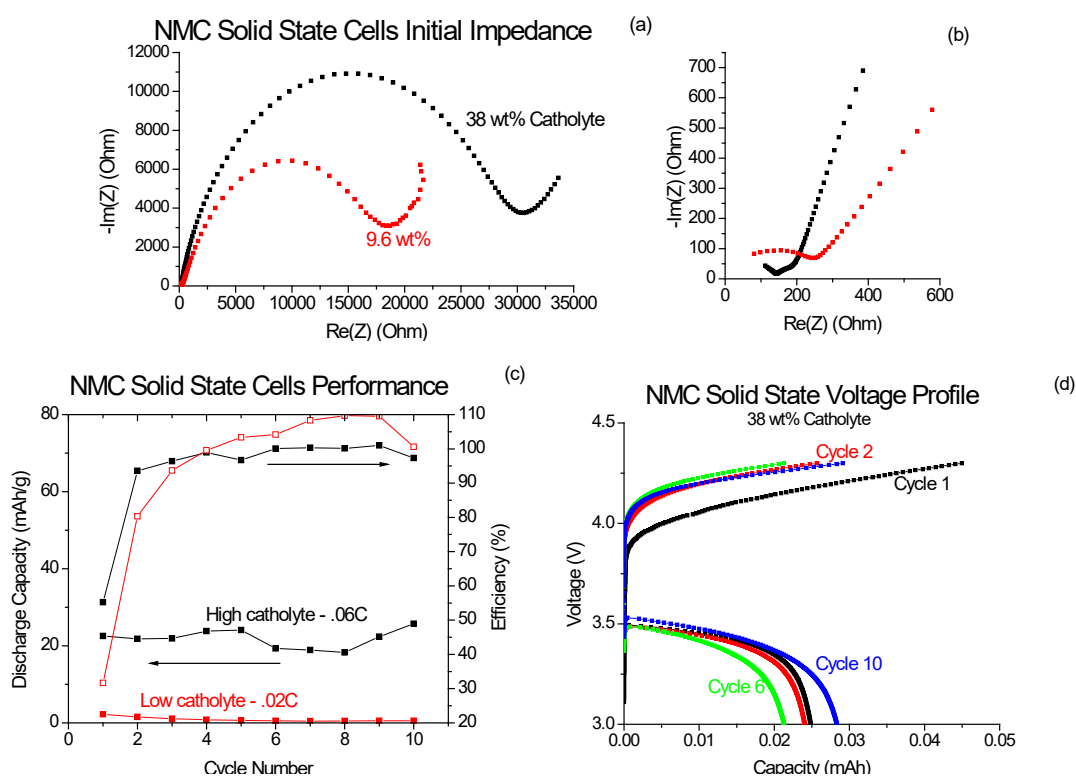 NMC Solid State Cells Initial Impedance
(a)
12000
10000
8000
6000
4000
2000
0
-Im(Z) (Ohm)
38 wt% Catholyte
9.6 wt%
0 5000 10000 15000 20000 25000 30000 35000
Re(Z) (Ohm)
(b)
700
600
500
400
300
200
100
0
-Im(Z) (Ohm)
0 200 400 600
Re(Z) (Ohm)
NMC Solid State Cells Performance
(c)
80
70
60
50
40
30
20
10
0
Discharge Capacity (mAh/g)
110
100
90
80
70
60
50
40
30
20
Efficiency (%)
High catholyte - .06C
Low catholyte - .02C
0 2 4 6 8 10
Cycle Number
(d)
NMC Solid State Voltage Profile
38 wt% Catholyte
4.5
4.0
3.5
3.0
Voltage (V)
Cycle 2
Cycle 1
Cycle 10
Cycle 6
0.00 0.01 0.02 0.03 0.04 0.05
Capacity (mAh)